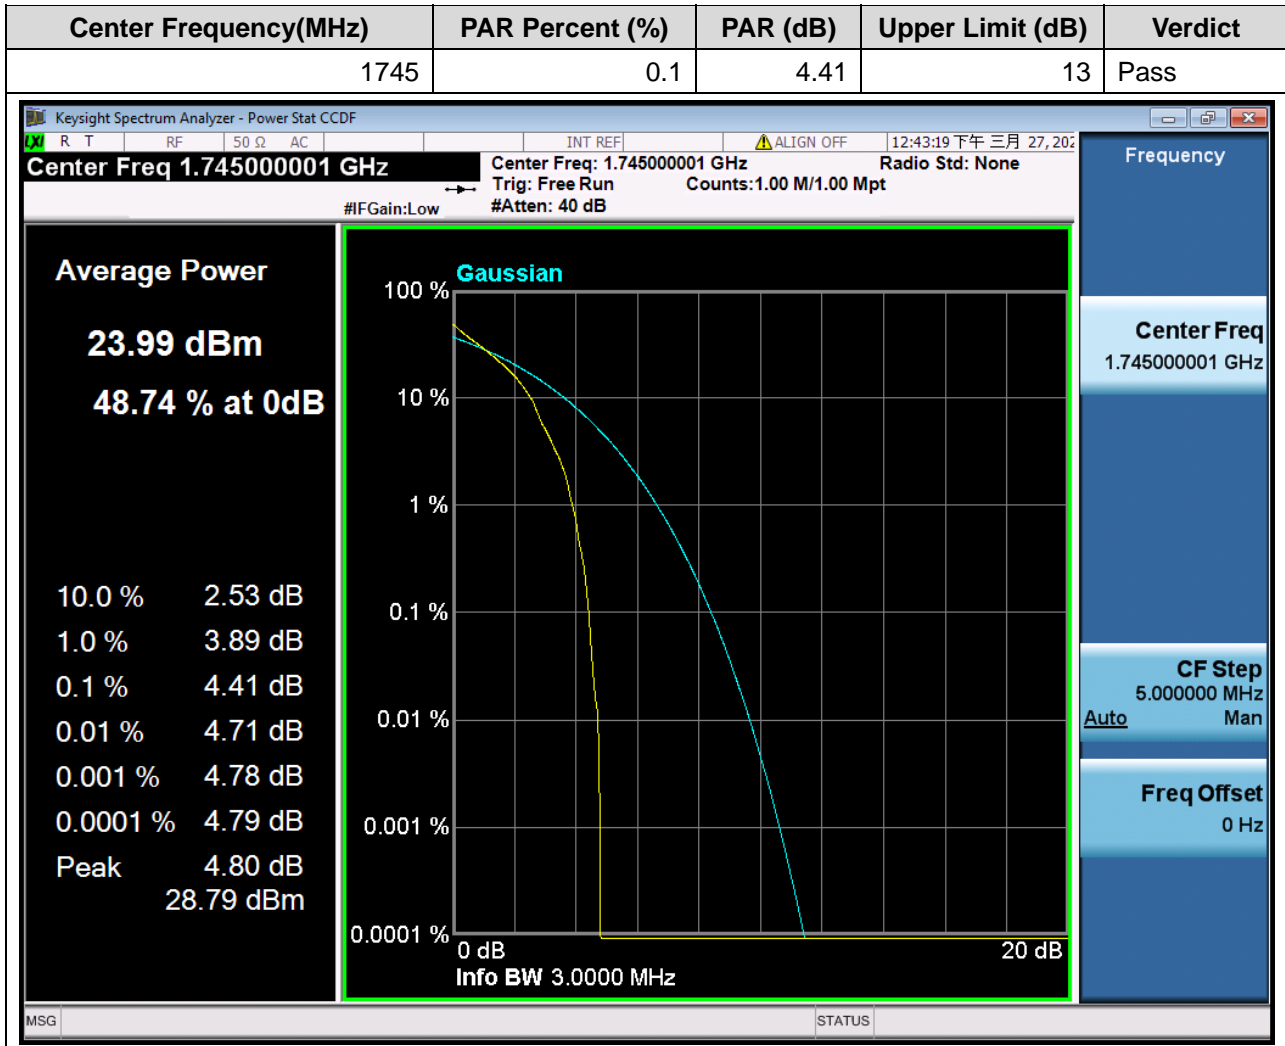 Center Frequency(MHz) PAR Percent (%) PAR (dB) Upper Limit (dB) Verdict
1745 0.1 4.41 13 Pass
Keysight Spectrum Analyzer - Power Stat CCDF
LXI R T RF 50 Ω AC INT REF ALIGN OFF 12:43:19 下午 三月 27, 202
Center Freq 1.745000001 GHz
Center Freq: 1.745000001 GHz Radio Std: None
Trig: Free Run Counts:1.00 M/1.00 Mpt
#IFGain:Low #Atten: 40 dB
Average Power
23.99 dBm
48.74 % at 0dB
10.0 % 2.53 dB
1.0 % 3.89 dB
0.1 % 4.41 dB
0.01 % 4.71 dB
0.001 % 4.78 dB
0.0001 % 4.79 dB
Peak 4.80 dB
28.79 dBm
Gaussian
100 %
10 %
1 %
0.1 %
0.01 %
0.001 %
0.0001 %
0 dB 20 dB
Info BW 3.0000 MHz
Frequency
Center Freq
1.745000001 GHz
CF Step
5.000000 MHz
Auto Man
Freq Offset
0 Hz
MSG STATUS